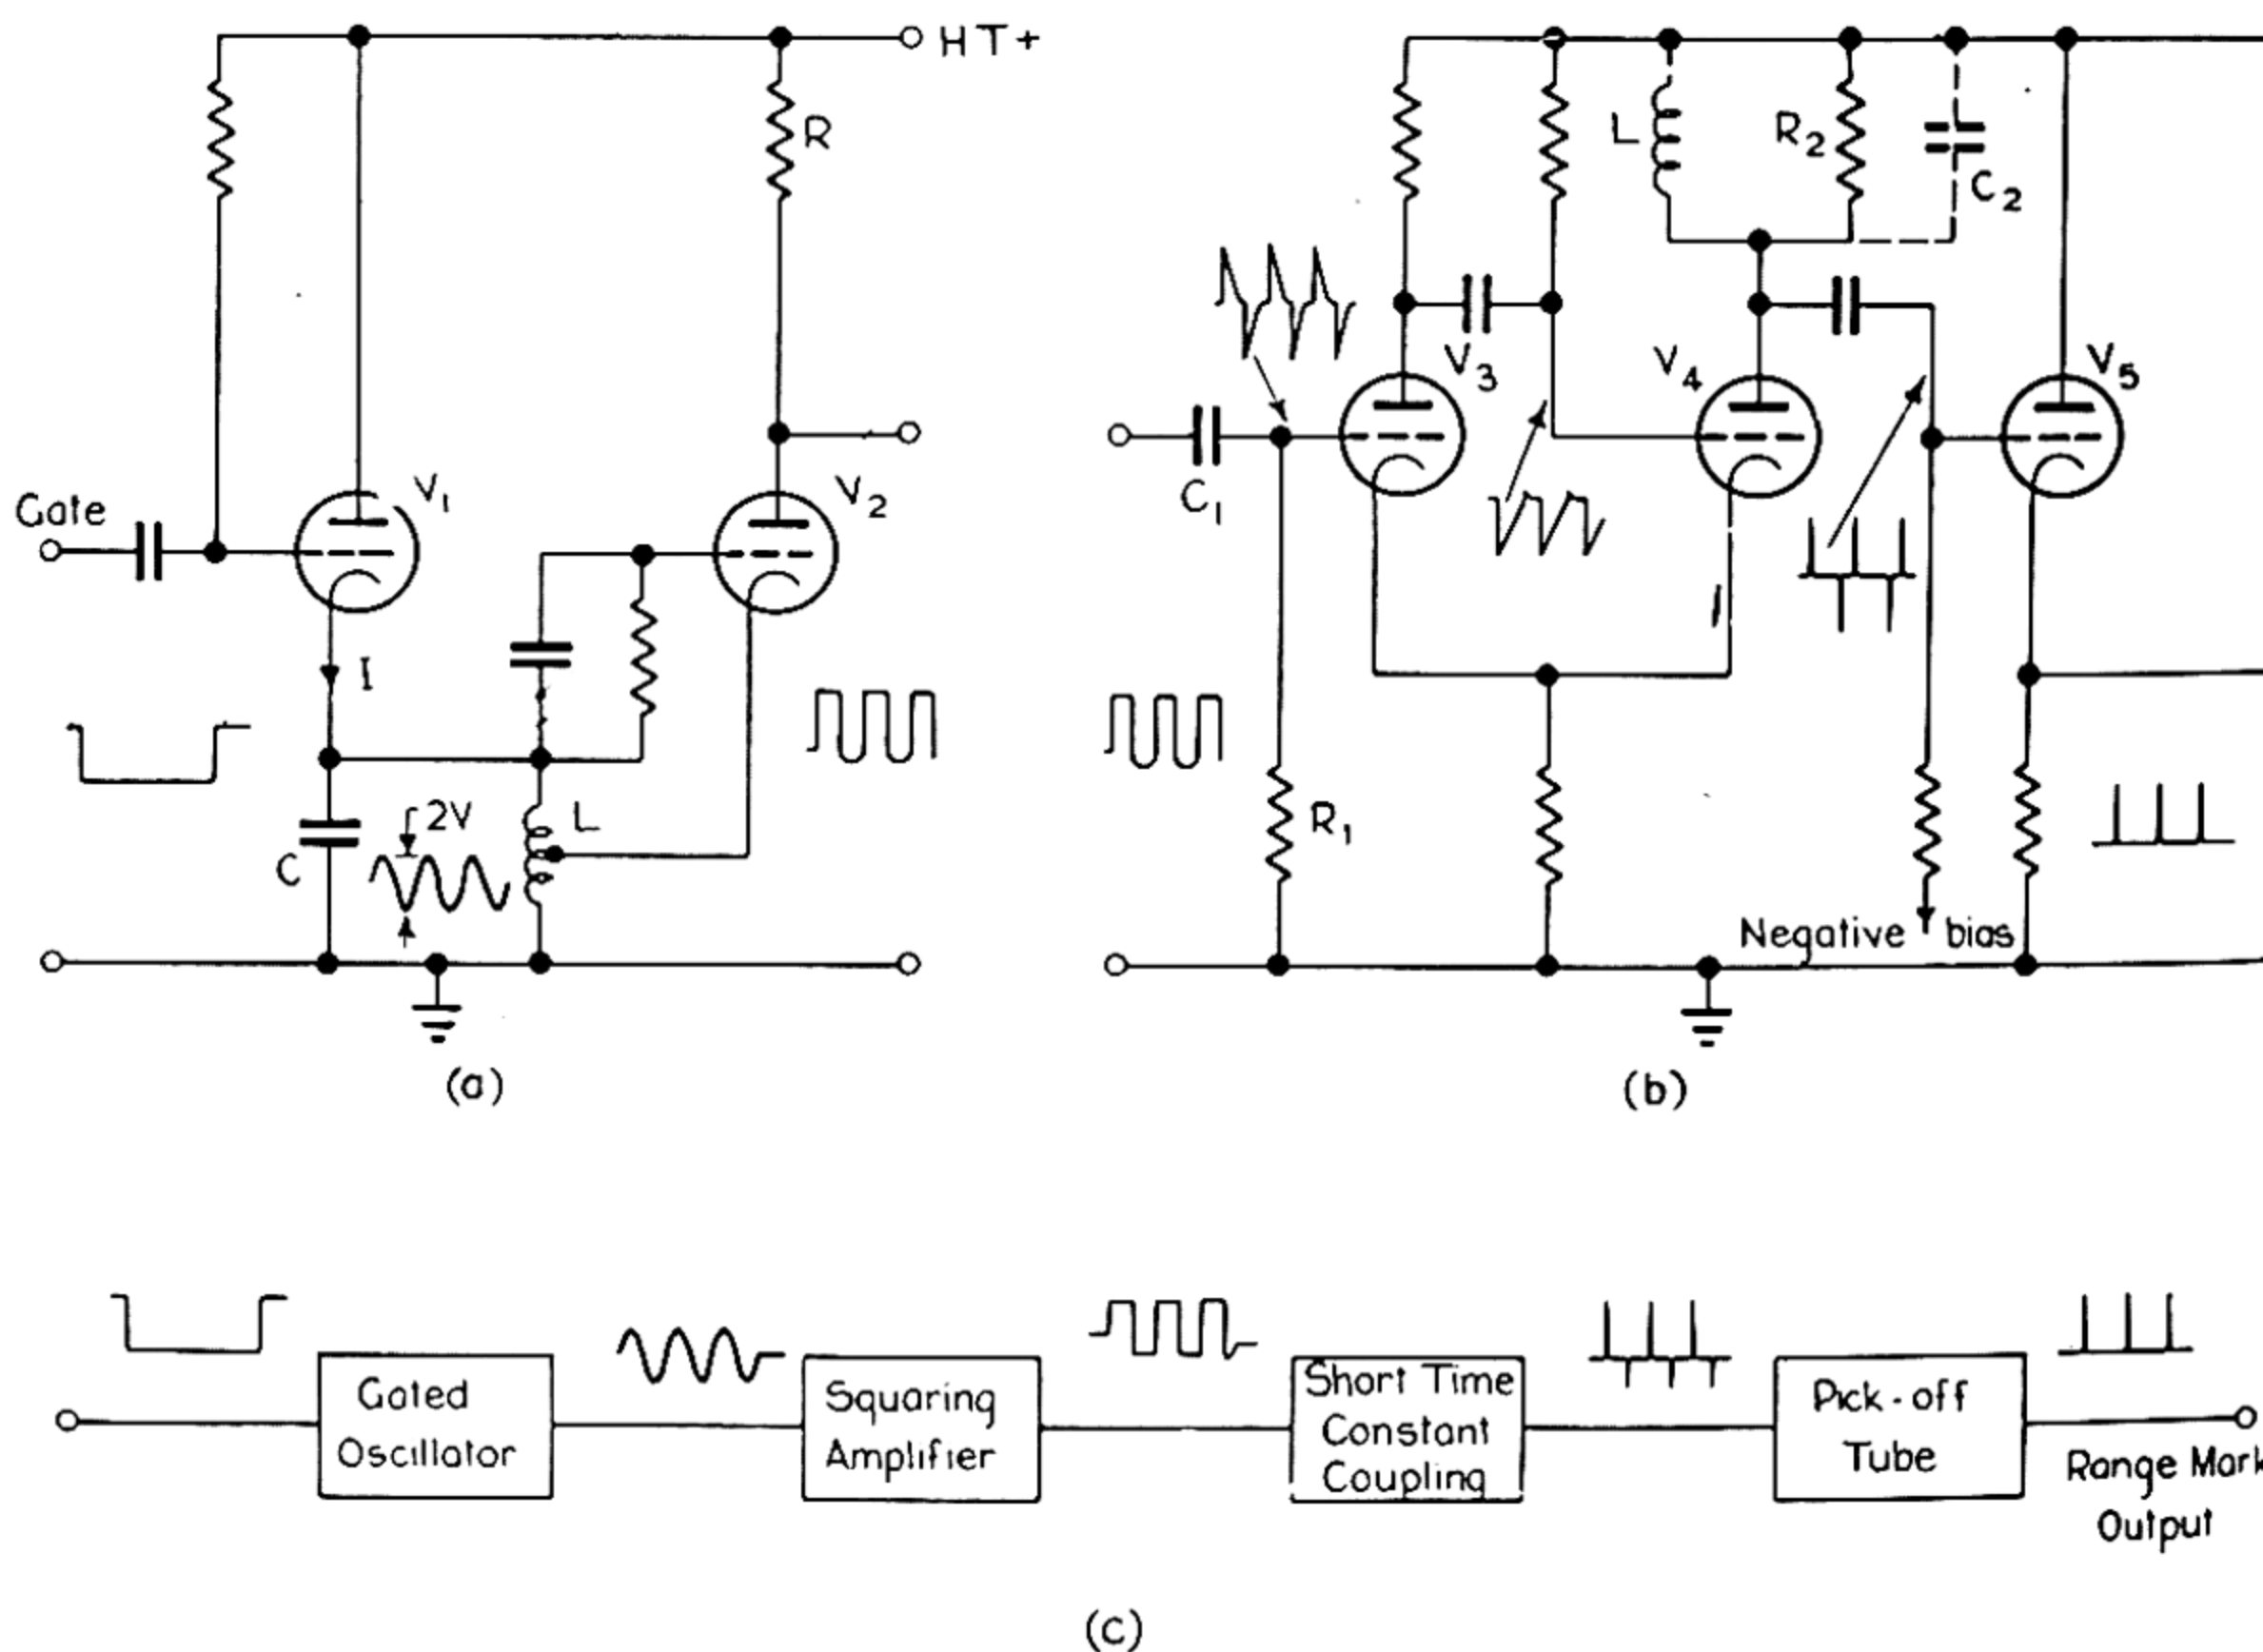 HT+
R
Gate
V1
V2
I
2V
L
C
(a)
L
R2
C2
V3
V4
V5
C1
R1
Negative bias
(b)
Gated
Oscillator
Squaring
Amplifier
Short Time
Constant
Coupling
Pick-off
Tube
Range Mark
Output
(c)